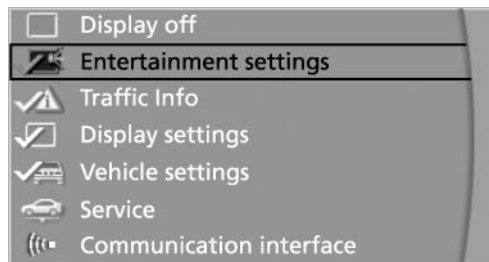 Display off
Entertainment settings
Traffic Info
Display settings
Vehicle settings
Service
Communication interface